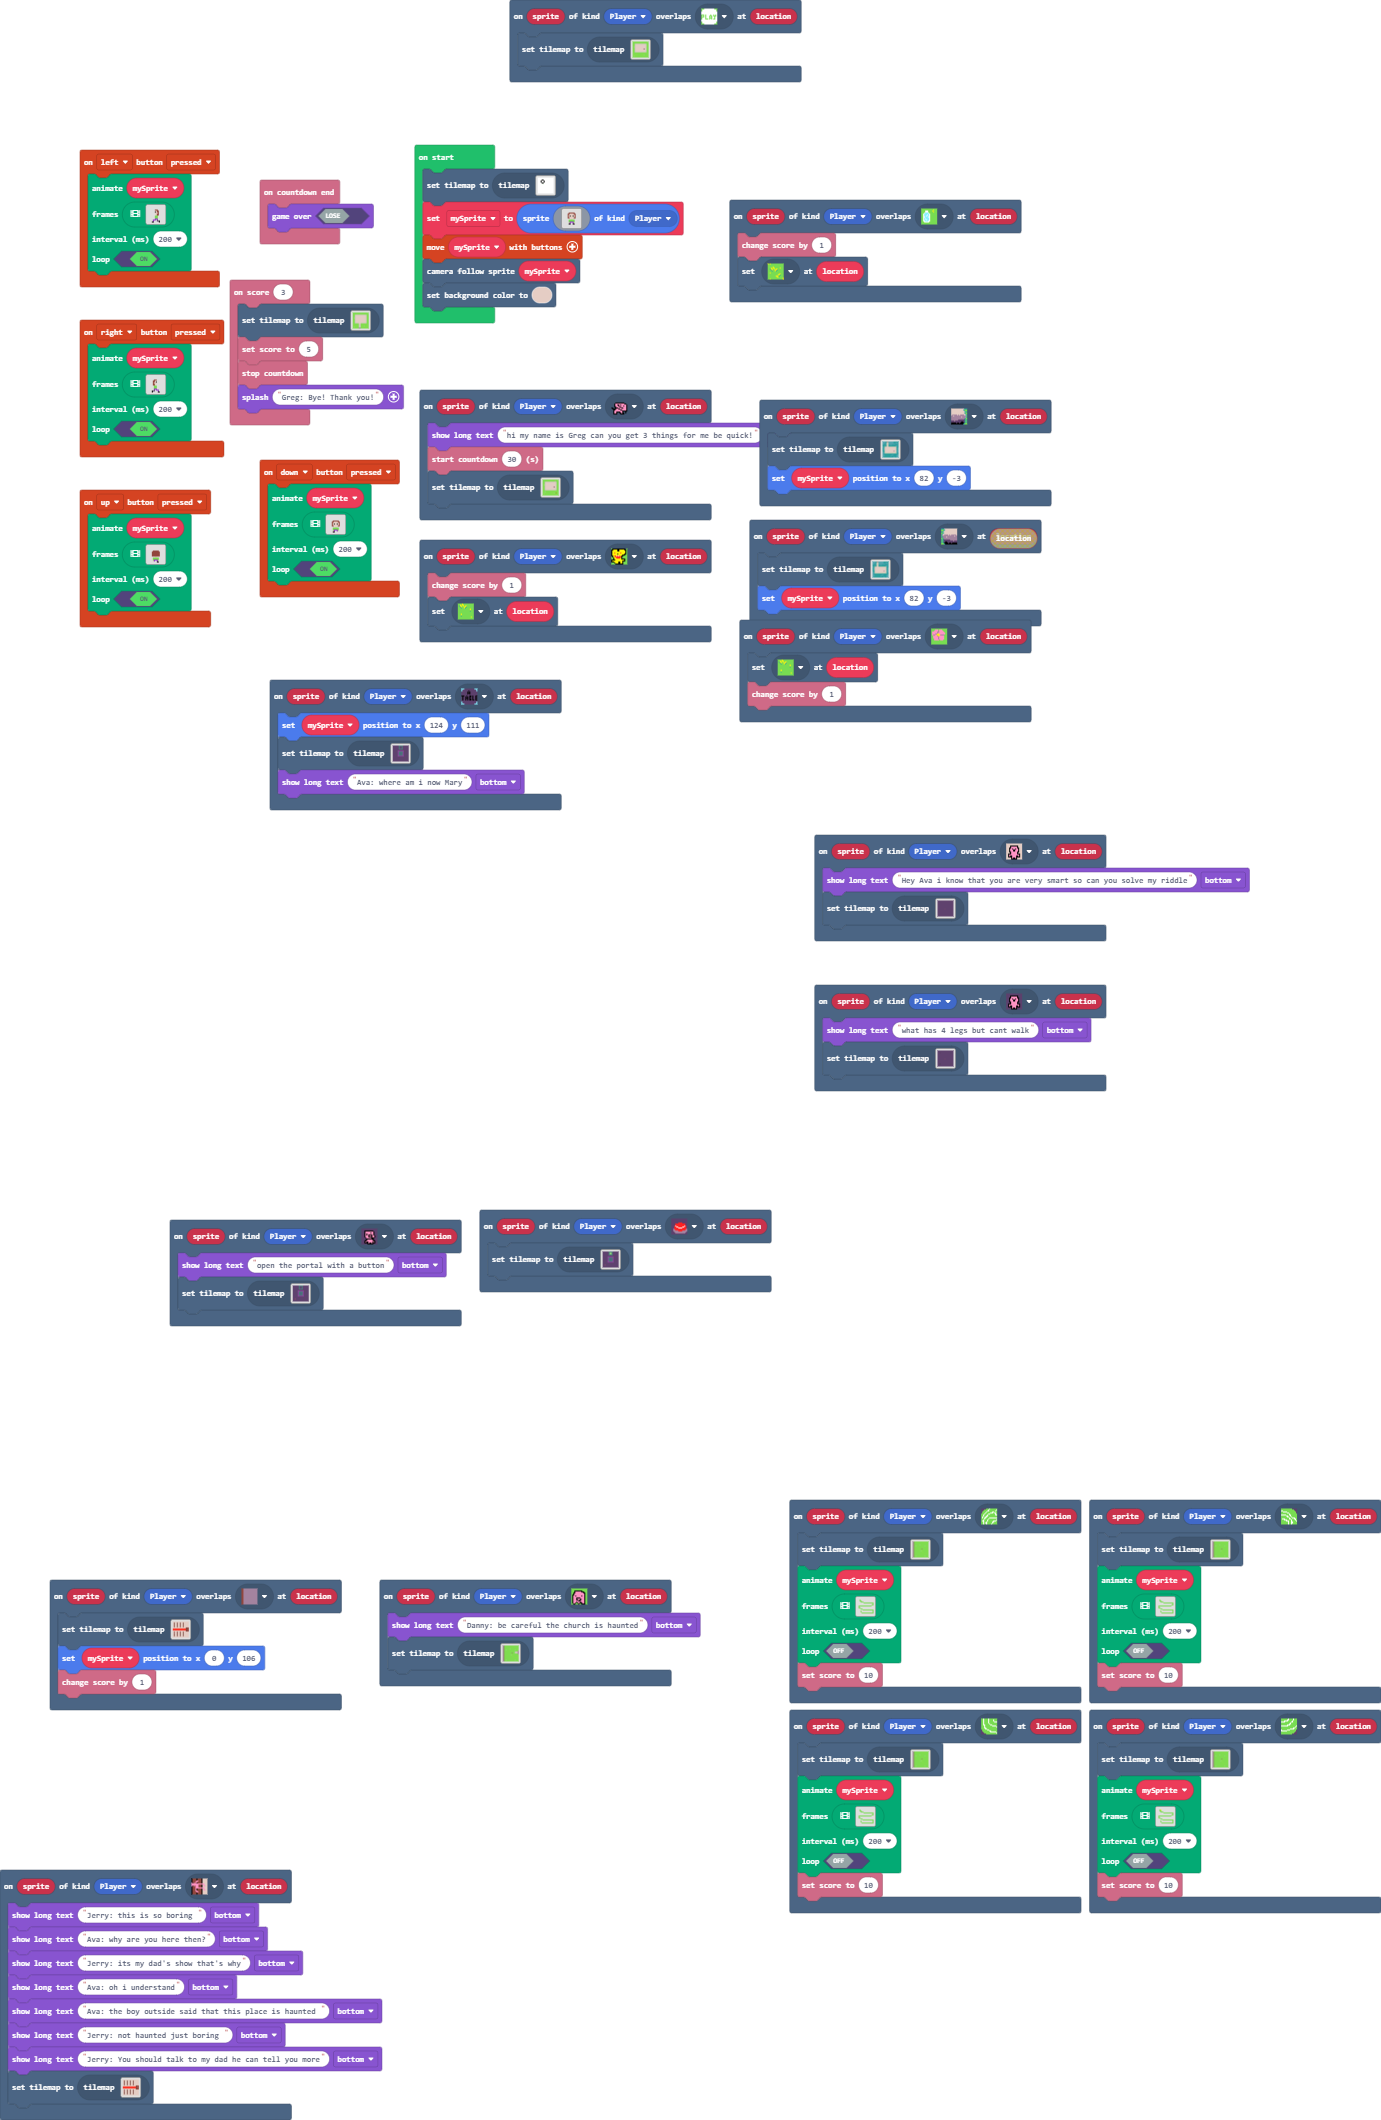 on sprite of kind Player overlaps PLAY at location
set tilemap to tilemap
on left button pressed
animate mySprite
frames
interval (ms) 200
loop ON
on countdown end
game over LOSE
on start
set tilemap to tilemap
set mySprite to sprite of kind Player
move mySprite with buttons
camera follow sprite mySprite
set background color to
on sprite of kind Player overlaps at location
change score by 1
set at location
on score 3
set tilemap to tilemap
set score to 5
stop countdown
splash "Greg: Bye! Thank you!"
on right button pressed
animate mySprite
frames
interval (ms) 200
loop ON
on sprite of kind Player overlaps at location
show long text "hi my name is Greg can you get 3 things for me be quick!"
start countdown 30 (s)
set tilemap to tilemap
on sprite of kind Player overlaps at location
set tilemap to tilemap
set mySprite position to x 82 y -3
on up button pressed
animate mySprite
frames
interval (ms) 200
loop ON
on down button pressed
animate mySprite
frames
interval (ms) 200
loop ON
on sprite of kind Player overlaps at location
change score by 1
set at location
on sprite of kind Player overlaps at location
set tilemap to tilemap
set mySprite position to x 82 y -3
on sprite of kind Player overlaps at location
set at location
change score by 1
on sprite of kind Player overlaps at location
set mySprite position to x 124 y 111
set tilemap to tilemap
show long text "Ava: where am i now Mary" bottom
on sprite of kind Player overlaps at location
show long text "Hey Ava i know that you are very smart so can you solve my riddle" bottom
set tilemap to tilemap
on sprite of kind Player overlaps at location
show long text "what has 4 legs but cant walk" bottom
set tilemap to tilemap
on sprite of kind Player overlaps at location
show long text "open the portal with a button" bottom
set tilemap to tilemap
on sprite of kind Player overlaps at location
set tilemap to tilemap
on sprite of kind Player overlaps at location
set tilemap to tilemap
animate mySprite
frames
interval (ms) 200
loop OFF
set score to 10
on sprite of kind Player overlaps at location
set tilemap to tilemap
animate mySprite
frames
interval (ms) 200
loop OFF
set score to 10
on sprite of kind Player overlaps at location
set tilemap to tilemap
set mySprite position to x 0 y 106
change score by 1
on sprite of kind Player overlaps at location
show long text "Danny: be careful the church is haunted" bottom
set tilemap to tilemap
on sprite of kind Player overlaps at location
set tilemap to tilemap
animate mySprite
frames
interval (ms) 200
loop OFF
set score to 10
on sprite of kind Player overlaps at location
set tilemap to tilemap
animate mySprite
frames
interval (ms) 200
loop OFF
set score to 10
on sprite of kind Player overlaps at location
show long text "Jerry: this is so boring " bottom
show long text "Ava: why are you here then?" bottom
show long text "Jerry: its my dad's show that's why" bottom
show long text "Ava: oh i understand" bottom
show long text "Ava: the boy outside said that this place is haunted " bottom
show long text "Jerry: not haunted just boring " bottom
show long text "Jerry: You should talk to my dad he can tell you more" bottom
set tilemap to tilemap